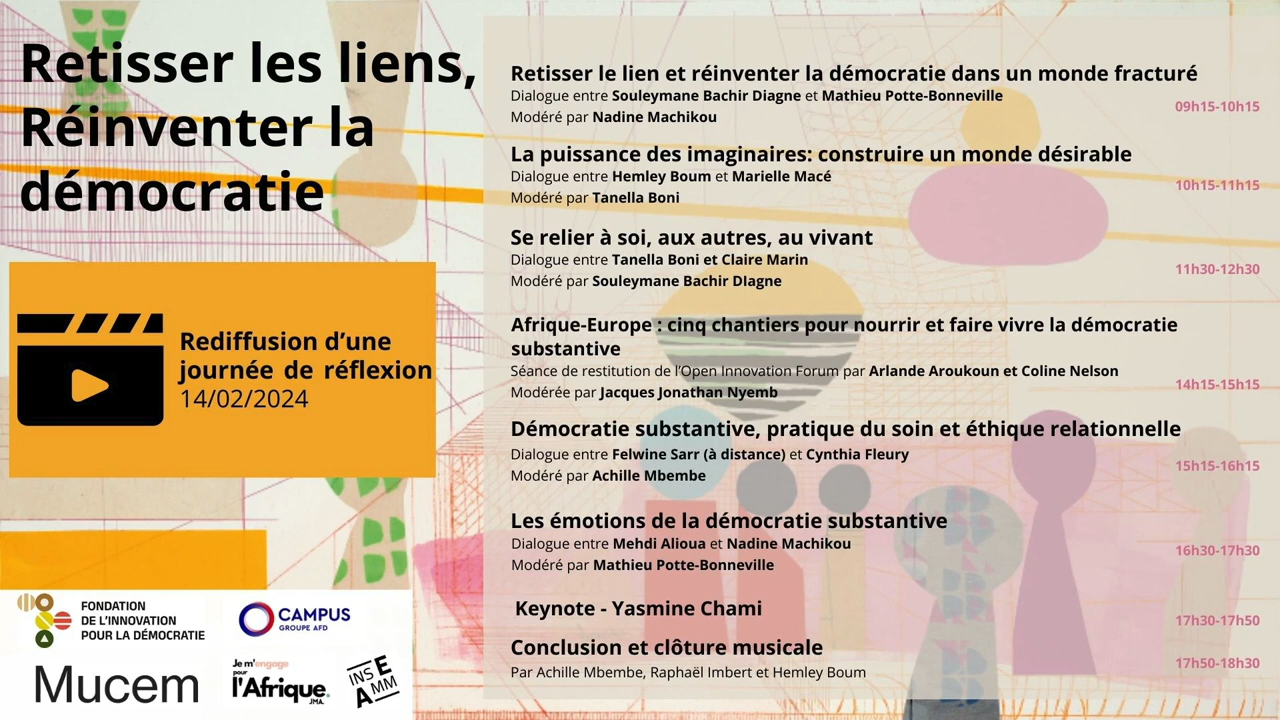 Retisser les liens,
Réinventer la
démocratie
Rediffusion d’une
journée de réflexion
14/02/2024
FONDATION
DE L'INNOVATION
POUR LA DÉMOCRATIE
CAMPUS
GROUPE AFD
Mucem
Je m'engage
pour
l'Afrique.
JMA.
INS E
A MM
Retisser le lien et réinventer la démocratie dans un monde fracturé
Dialogue entre Souleymane Bachir Diagne et Mathieu Potte-Bonneville
Modéré par Nadine Machikou
09h15-10h15
La puissance des imaginaires: construire un monde désirable
Dialogue entre Hemley Boum et Marielle Macé
Modéré par Tanella Boni
10h15-11h15
Se relier à soi, aux autres, au vivant
Dialogue entre Tanella Boni et Claire Marin
Modéré par Souleymane Bachir DIagne
11h30-12h30
Afrique-Europe : cinq chantiers pour nourrir et faire vivre la démocratie
substantive
Séance de restitution de l’Open Innovation Forum par Arlande Aroukoun et Coline Nelson
Modérée par Jacques Jonathan Nyemb
14h15-15h15
Démocratie substantive, pratique du soin et éthique relationnelle
Dialogue entre Felwine Sarr (à distance) et Cynthia Fleury
Modéré par Achille Mbembe
15h15-16h15
Les émotions de la démocratie substantive
Dialogue entre Mehdi Alioua et Nadine Machikou
Modéré par Mathieu Potte-Bonneville
16h30-17h30
Keynote - Yasmine Chami
17h30-17h50
Conclusion et clôture musicale
Par Achille Mbembe, Raphaël Imbert et Hemley Boum
17h50-18h30